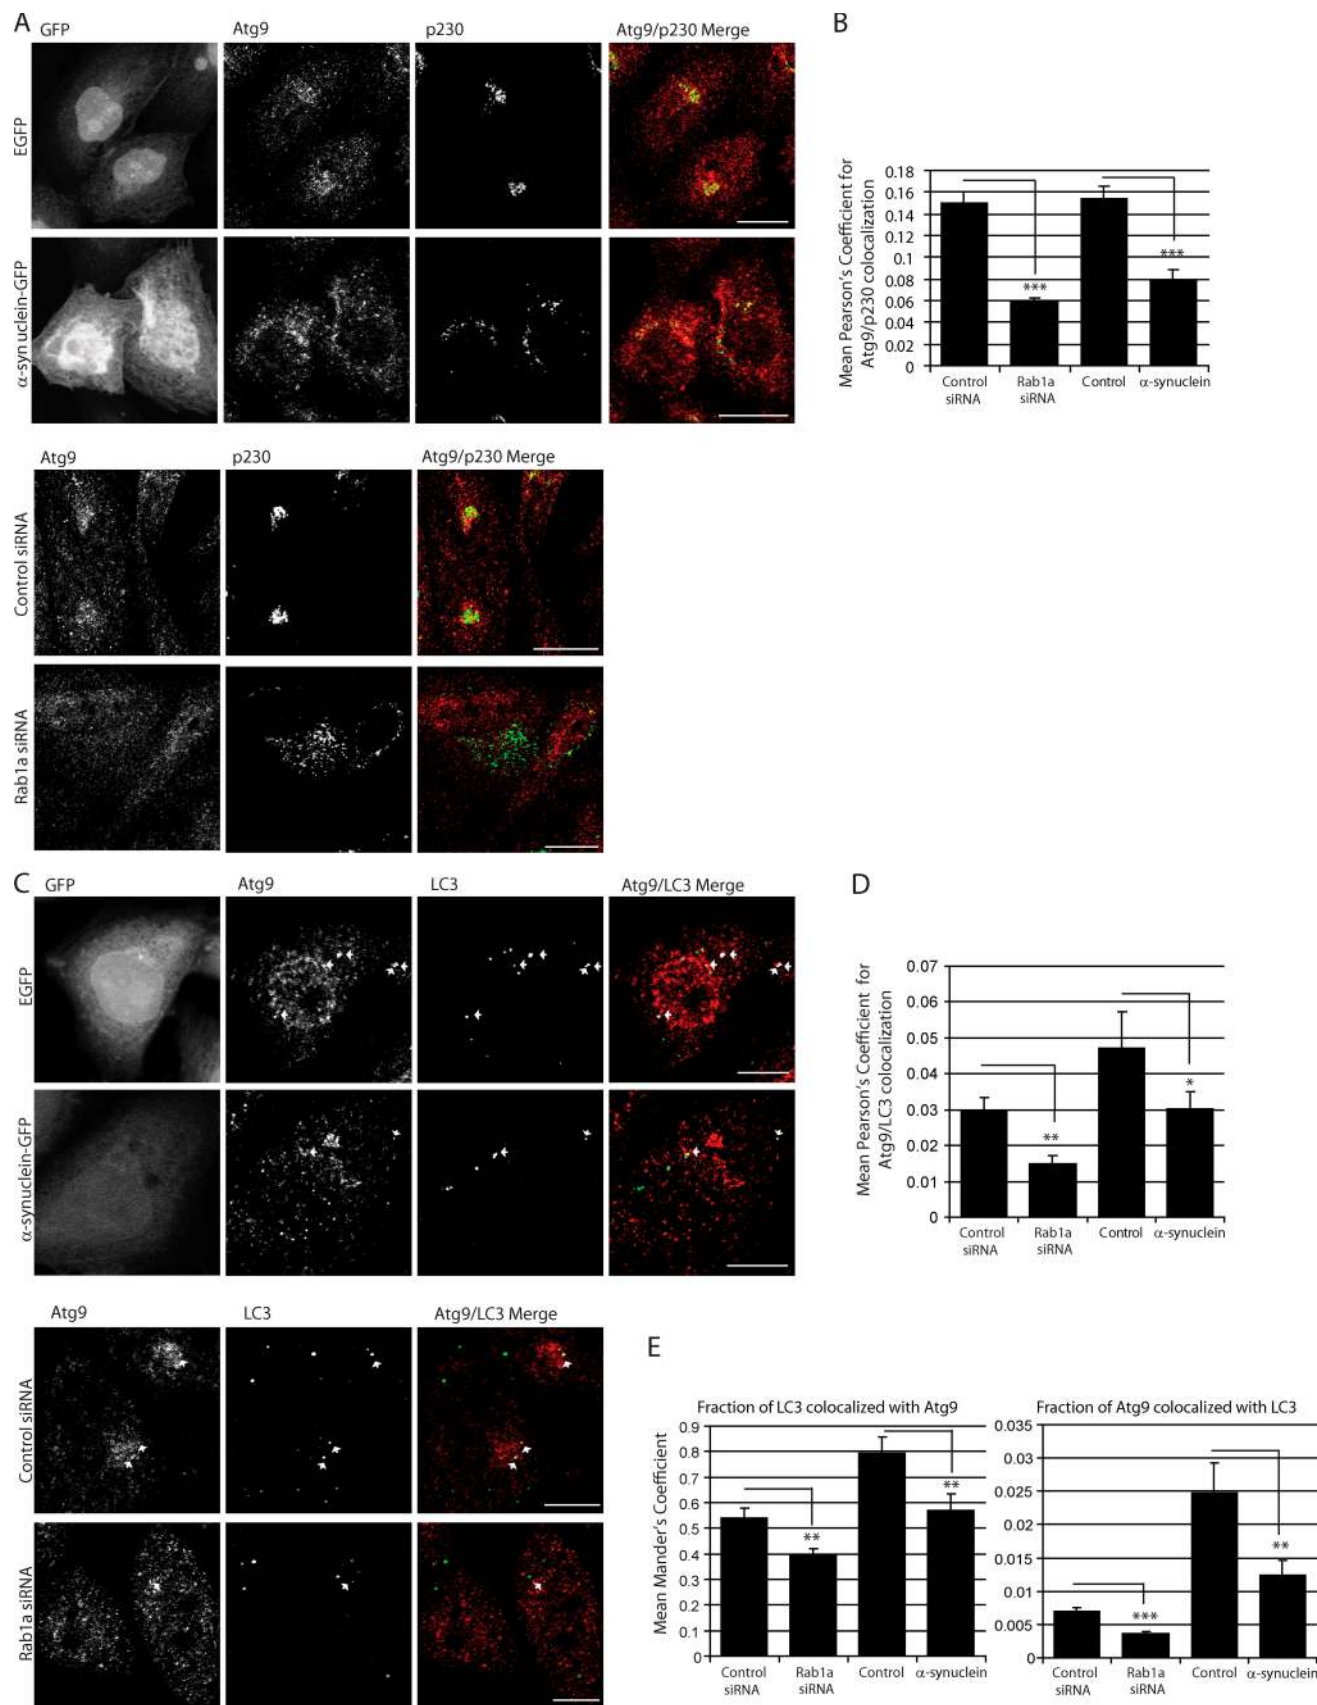 A
GFP
Atg9
p230
Atg9/p230 Merge
EGFP
α-synuclein-GFP
Atg9
p230
Atg9/p230 Merge
Control siRNA
Rab1a siRNA
B
Mean Pearson's Coefficient for
Atg9/p230 colocalization
0.18
0.16
0.14
0.12
0.1
0.08
0.06
0.04
0.02
0
***
***
Control
siRNA
Rab1a
siRNA
Control
α-synuclein
C
GFP
Atg9
LC3
Atg9/LC3 Merge
EGFP
α-synuclein-GFP
Atg9
LC3
Atg9/LC3 Merge
Control siRNA
Rab1a siRNA
D
Mean Pearson's Coefficient for
Atg9/LC3 colocalization
0.07
0.06
0.05
0.04
0.03
0.02
0.01
0
**
*
Control
siRNA
Rab1a
siRNA
Control
α-synuclein
E
Fraction of LC3 colocalized with Atg9
Mean Mander's Coefficient
0.9
0.8
0.7
0.6
0.5
0.4
0.3
0.2
0.1
0
**
**
Control
siRNA
Rab1a
siRNA
Control
α-synuclein
Fraction of Atg9 colocalized with LC3
0.035
0.03
0.025
0.02
0.015
0.01
0.005
0
***
**
Control
siRNA
Rab1a
siRNA
Control
α-synuclein